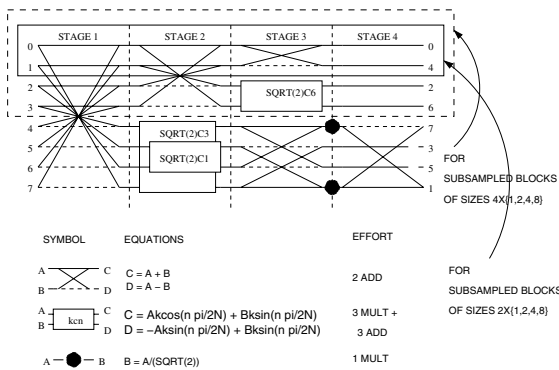 STAGE 1 STAGE 2 STAGE 3 STAGE 4
0 0
1 4
2 SQRT(2)C6 2
3 6
4 SQRT(2)C3 7
5 3
6 SQRT(2)C1 5
7 1
FOR
SUBSAMPLED BLOCKS
OF SIZES 4X{1,2,4,8}
SYMBOL EQUATIONS EFFORT
A C C = A + B
B D D = A − B
2 ADD
A C C = Akcos(n pi/2N) + Bksin(n pi/2N)
kcn
B D D = −Aksin(n pi/2N) + Bksin(n pi/2N)
3 MULT +
3 ADD
A B B = A/(SQRT(2)) 1 MULT
FOR
SUBSAMPLED BLOCKS
OF SIZES 2X{1,2,4,8}